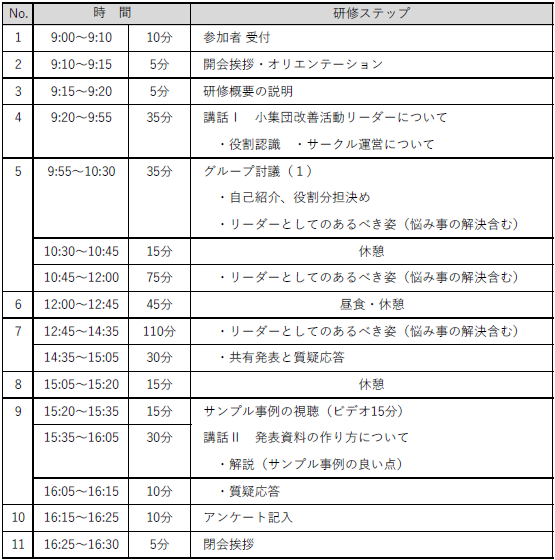 No. 時　間 研修ステップ
1 9:00～9:10 10分 参加者 受付
2 9:10～9:15 5分 開会挨拶・オリエンテーション
3 9:15～9:20 5分 研修概要の説明
4 9:20～9:55 35分 講話Ⅰ　小集団改善活動リーダーについて
・役割認識　・サークル運営について
5 9:55～10:30 35分 グループ討議（１）
・自己紹介、役割分担決め
・リーダーとしてのあるべき姿（悩み事の解決含む）
10:30～10:45 15分 休憩
10:45～12:00 75分 ・リーダーとしてのあるべき姿（悩み事の解決含む）
6 12:00～12:45 45分 昼食・休憩
7 12:45～14:35 110分 ・リーダーとしてのあるべき姿（悩み事の解決含む）
14:35～15:05 30分 ・共有発表と質疑応答
8 15:05～15:20 15分 休憩
9 15:20～15:35 15分 サンプル事例の視聴（ビデオ15分）
15:35～16:05 30分 講話Ⅱ　発表資料の作り方について
・解説（サンプル事例の良い点）
16:05～16:15 10分 ・質疑応答
10 16:15～16:25 10分 アンケート記入
11 16:25～16:30 5分 閉会挨拶